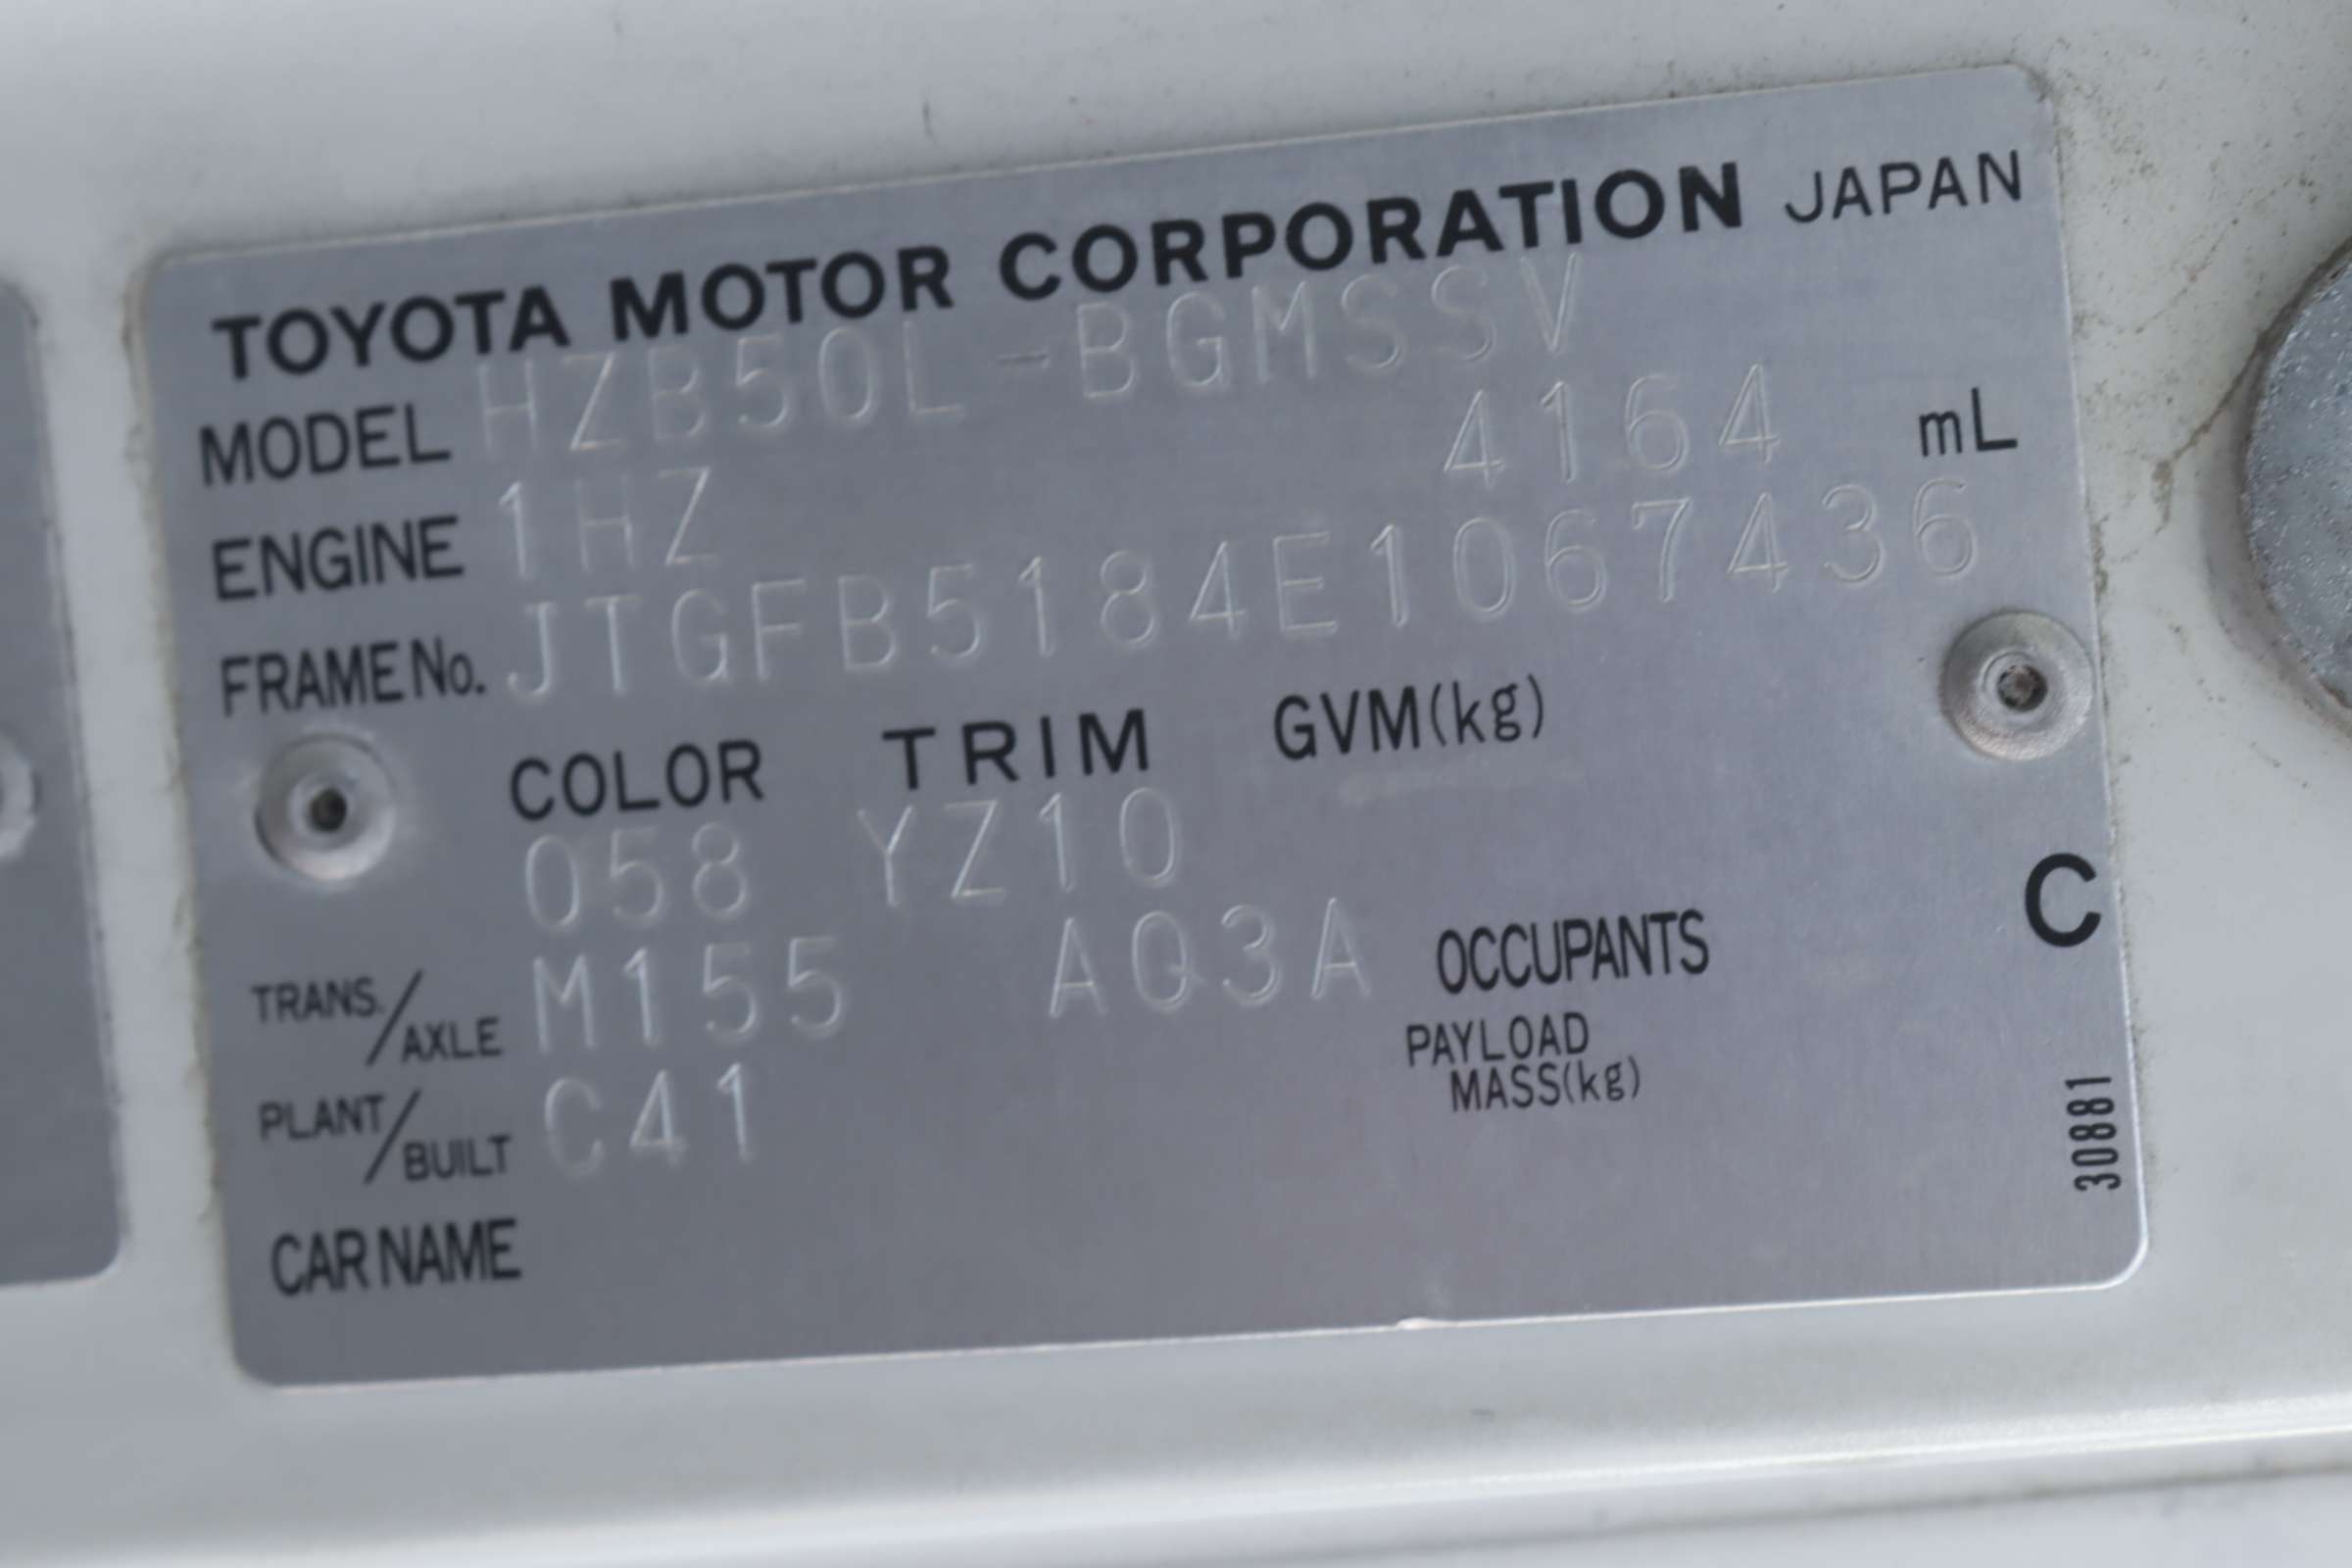 TOYOTA MOTOR CORPORATION JAPAN
MODEL HZB50L-BGMSSV
ENGINE 1HZ 4164 mL
FRAME No. JTGFB5184E1067436
COLOR TRIM GVM(kg)
058 YZ10
TRANS./AXLE M155 AQ3A OCCUPANTS
PAYLOAD MASS(kg)
PLANT/BUILT C41
CAR NAME
C
30881